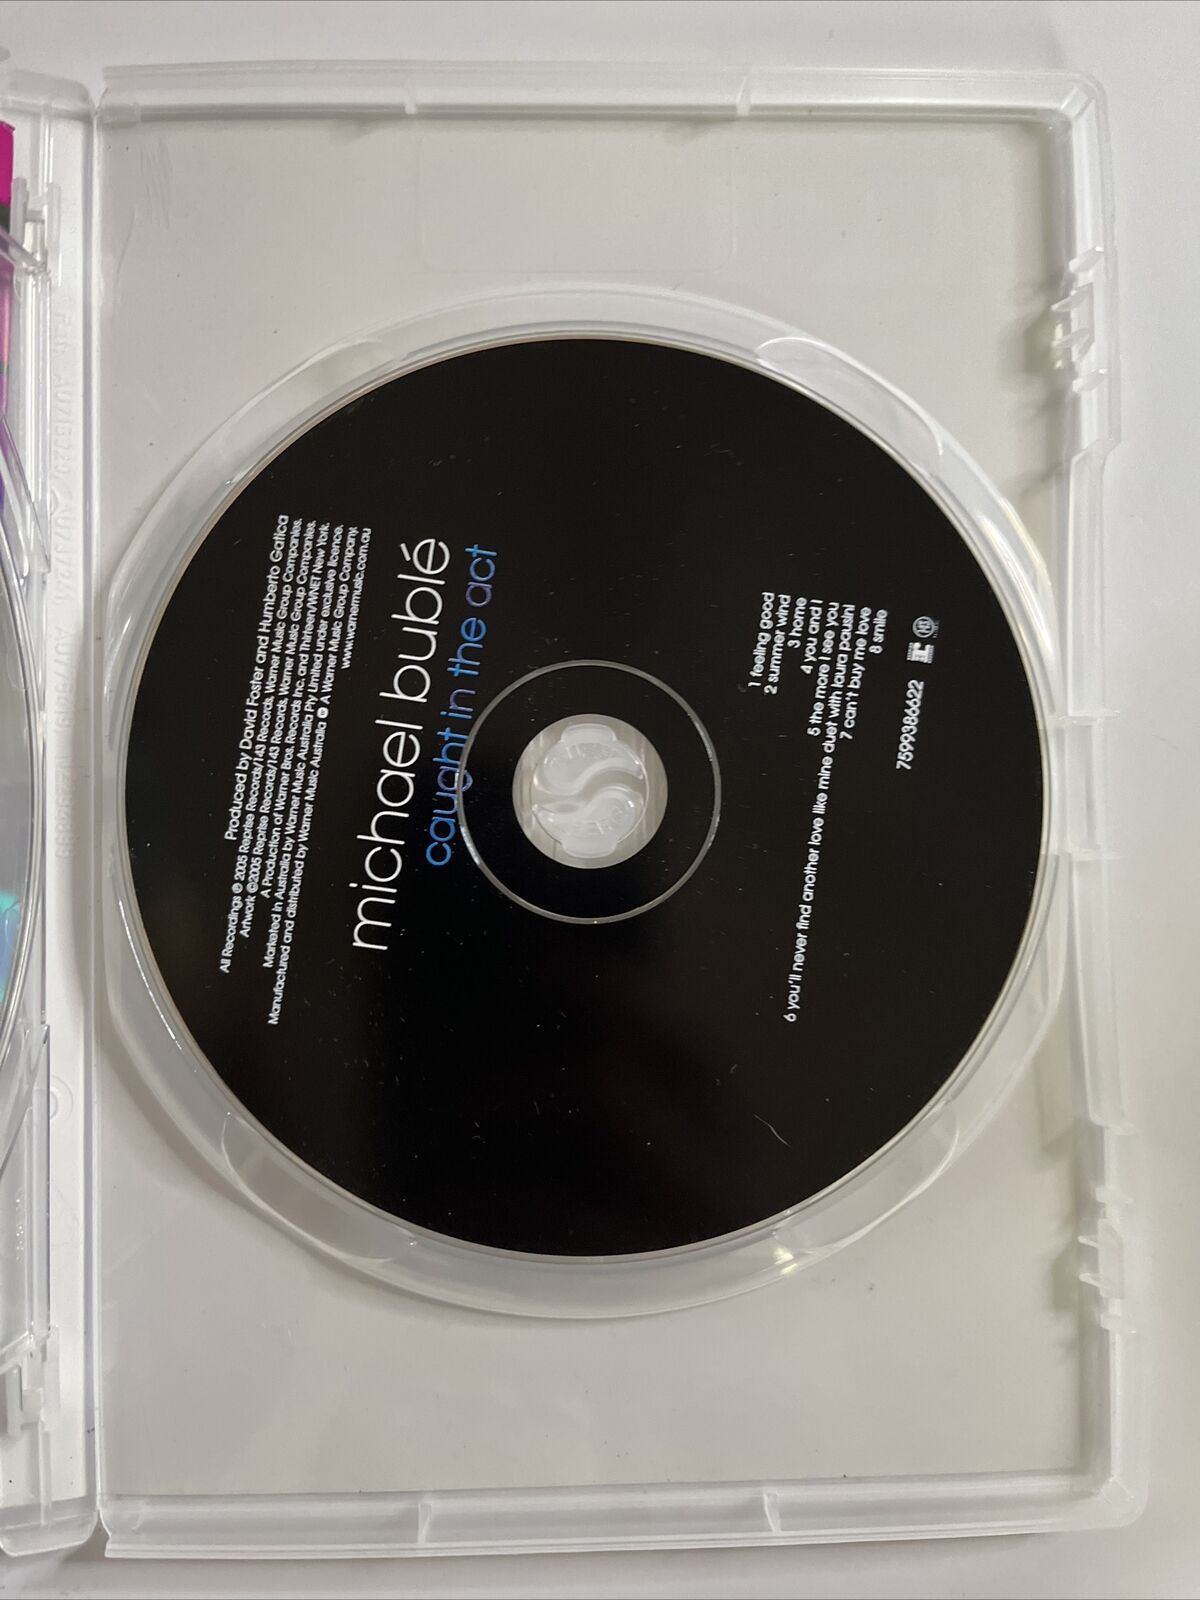 Produced by David Foster and Humberto Gatica
All Recordings ℗ 2005 Reprise Records/143 Records, Warner Music Group Companies.
Artwork ©2005 Reprise Records/143 Records, Warner Music Group Companies.
A Production of Warner Bros. Records Inc. and Thirteen/WNET New York.
Marketed in Australia by Warner Music Australia Pty Limited under exclusive licence.
Manufactured and distributed by Warner Music Australia A Warner Music Group Company.
www.warnermusic.com.au
michael bublé
caught in the act
1 feeling good
2 summer wind
3 home
4 you and I
5 the more I see you
6 you'll never find another love like mine duet with laura pausini
7 can't buy me love
8 smile
7599386622